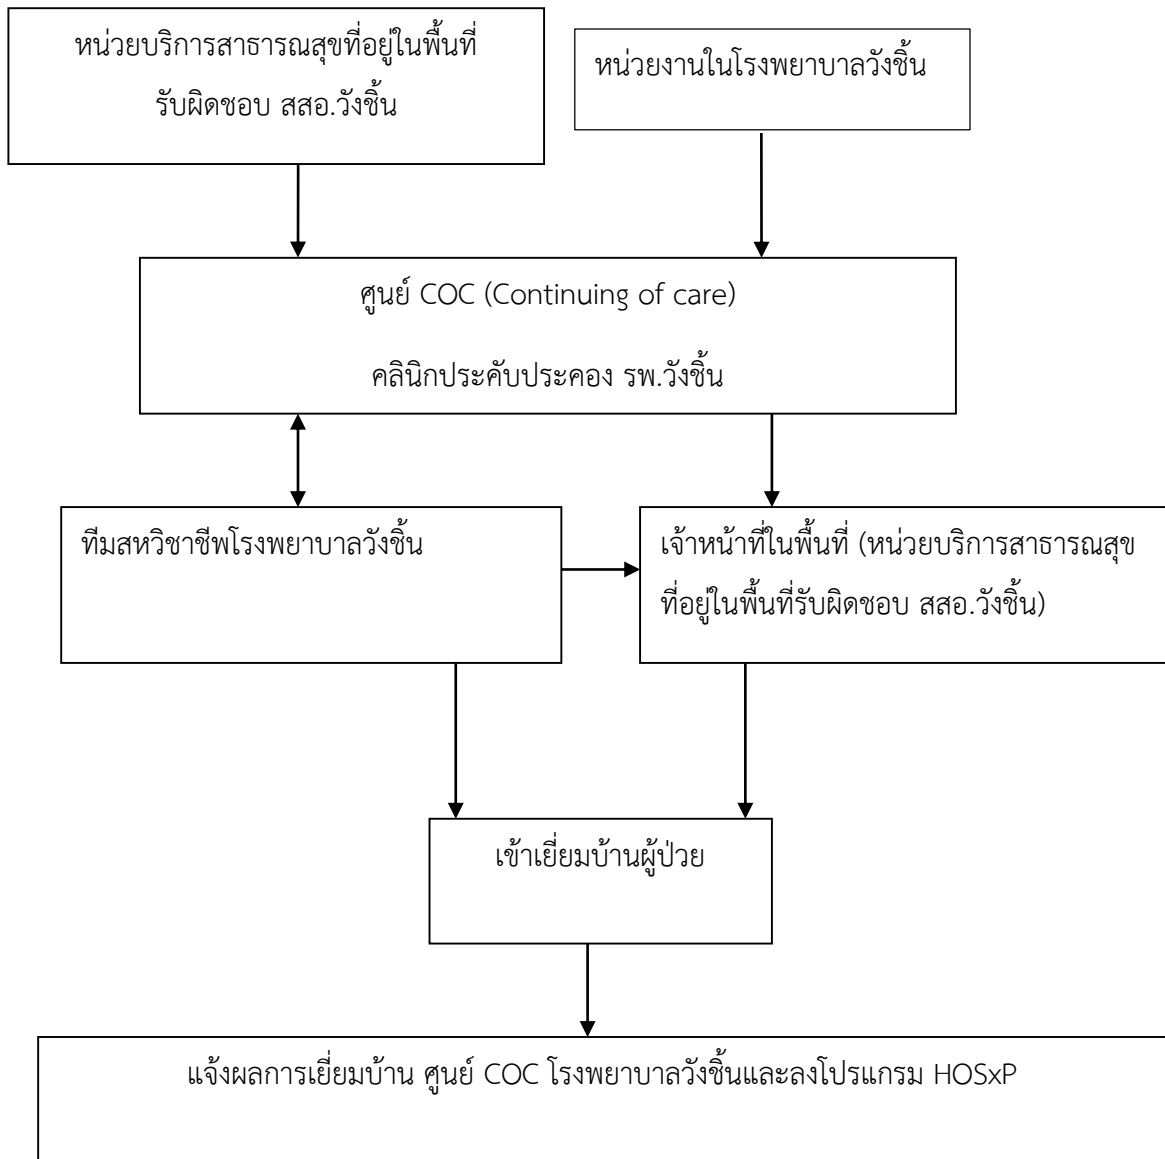 หน่วยบริการสาธารณสุขที่อยู่ในพื้นที่
รับผิดชอบ สสอ.วังชิ้น
หน่วยงานในโรงพยาบาลวังชิ้น
ศูนย์ COC (Continuing of care)
คลินิกประคับประคอง รพ.วังชิ้น
ทีมสหวิชาชีพโรงพยาบาลวังชิ้น
เจ้าหน้าที่ในพื้นที่ (หน่วยบริการสาธารณสุข
ที่อยู่ในพื้นที่รับผิดชอบ สสอ.วังชิ้น)
เข้าเยี่ยมบ้านผู้ป่วย
แจ้งผลการเยี่ยมบ้าน ศูนย์ COC โรงพยาบาลวังชิ้นและลงโปรแกรม HOSxP